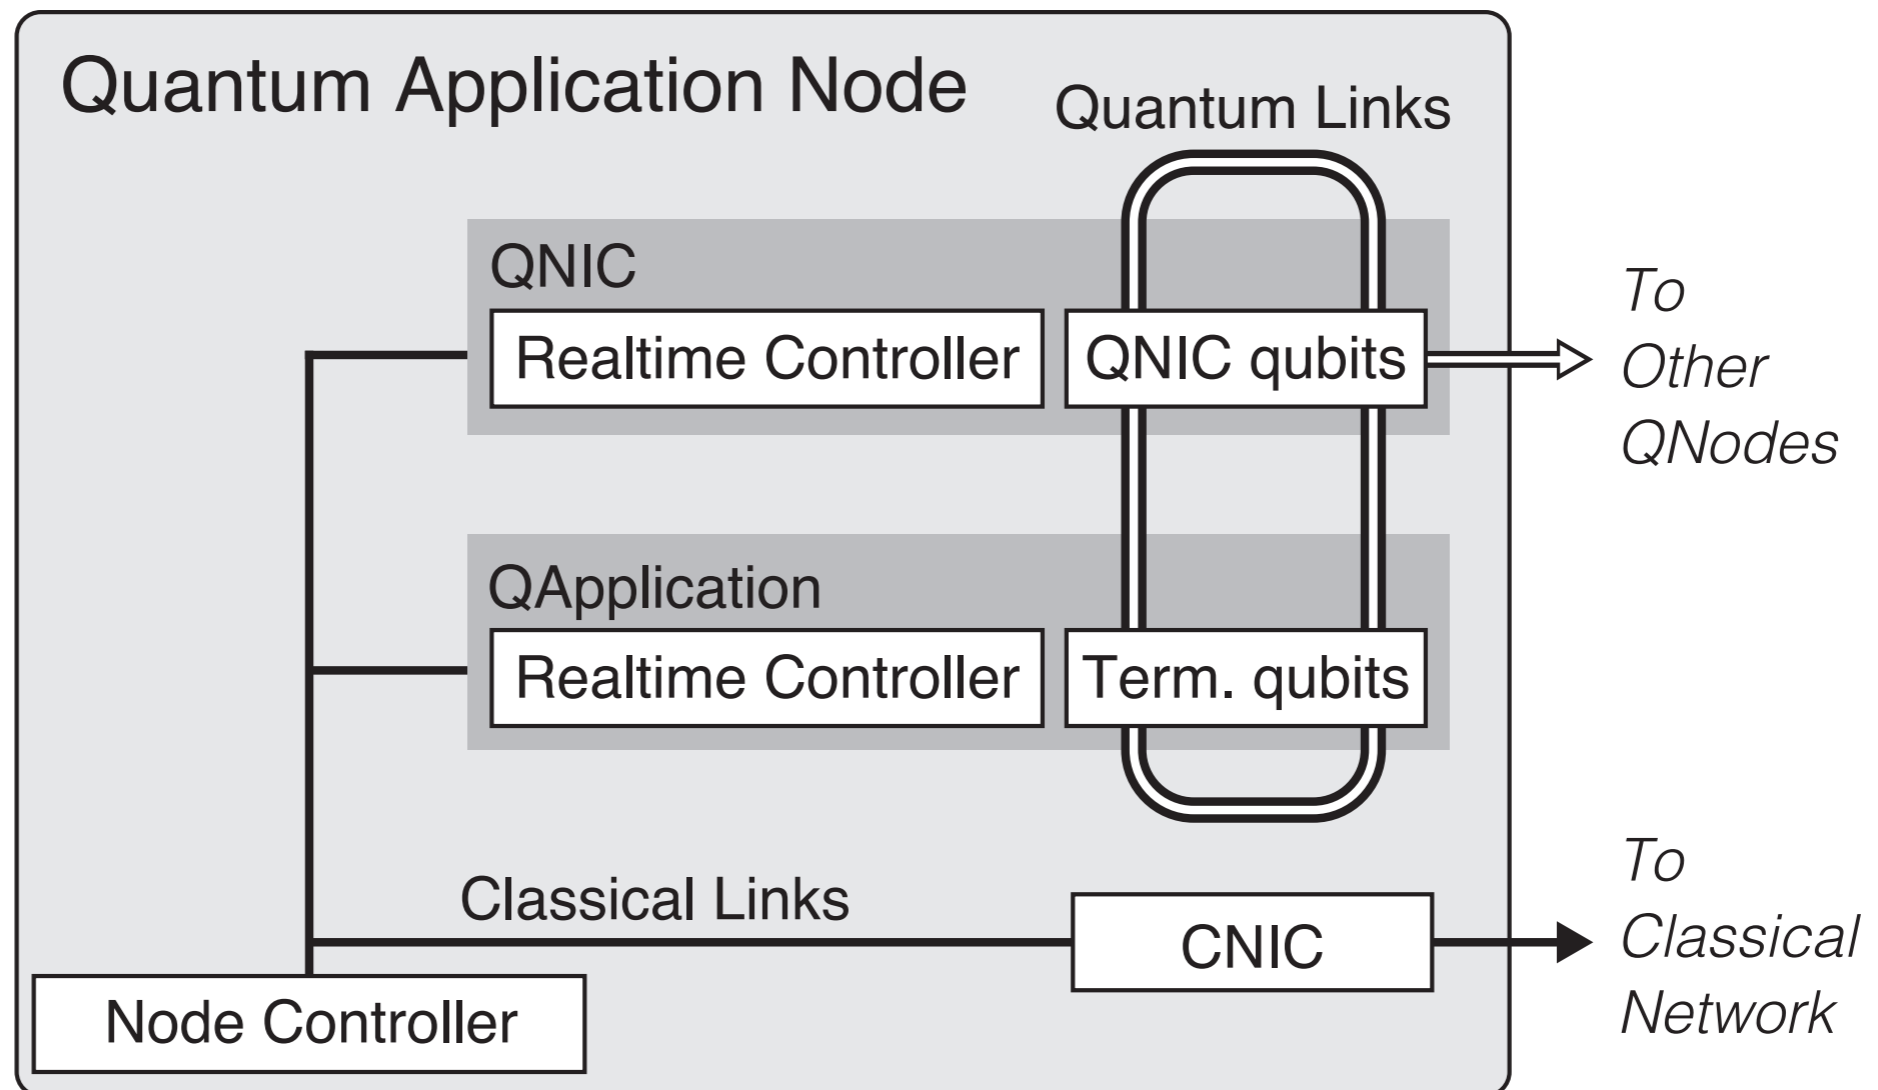 Quantum Application Node
Quantum Links
QNIC
Realtime Controller
QNIC qubits
To
Other
QNodes
QApplication
Realtime Controller
Term. qubits
Classical Links
CNIC
To
Classical
Network
Node Controller